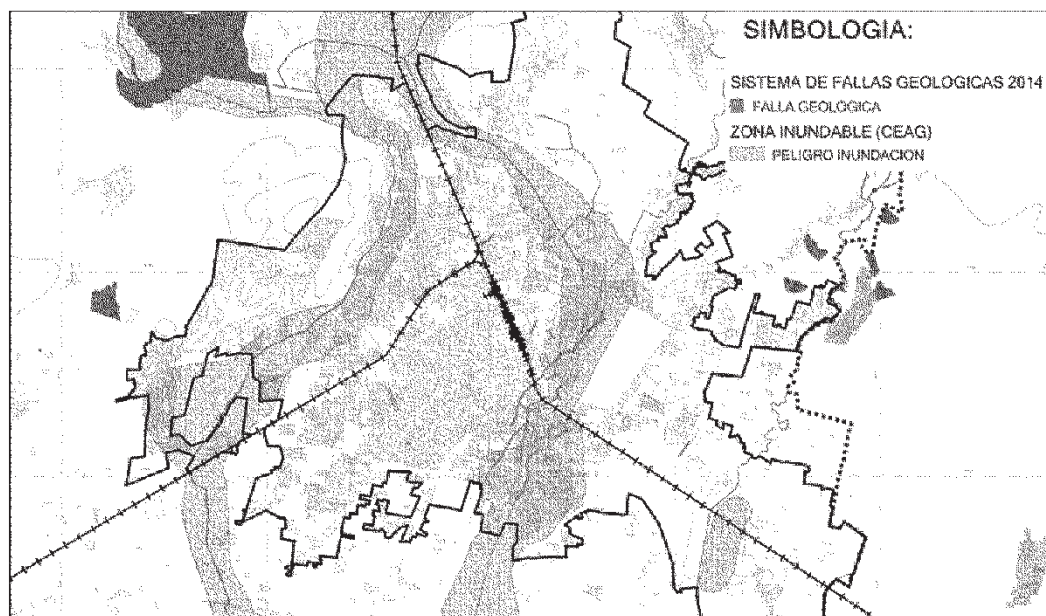 SIMBOLOGIA:
SISTEMA DE FALLAS GEOLOGICAS 2014
FALLA GEOLOGICA
ZONA INUNDABLE (CEAG)
PELIGRO INUNDACION